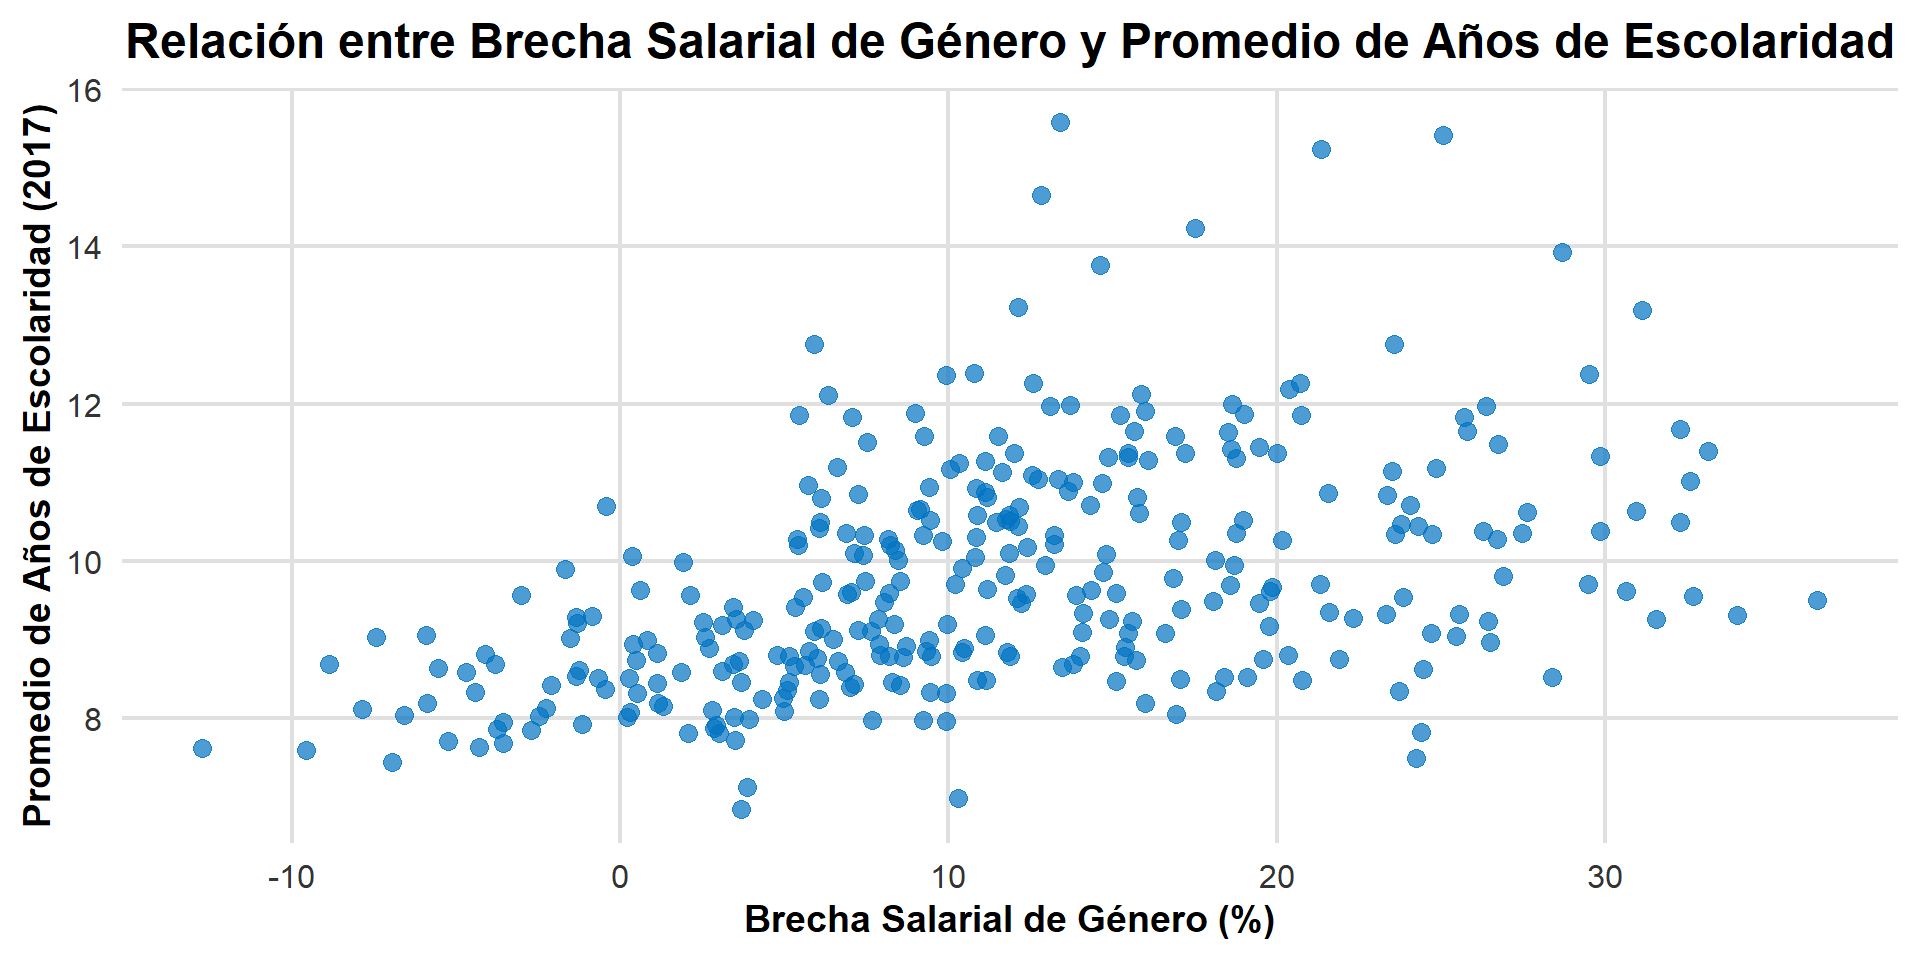 Relación entre Brecha Salarial de Género y Promedio de Años de Escolaridad
Promedio de Años de Escolaridad (2017)
16
14
12
10
8
-10 0 10 20 30
Brecha Salarial de Género (%)